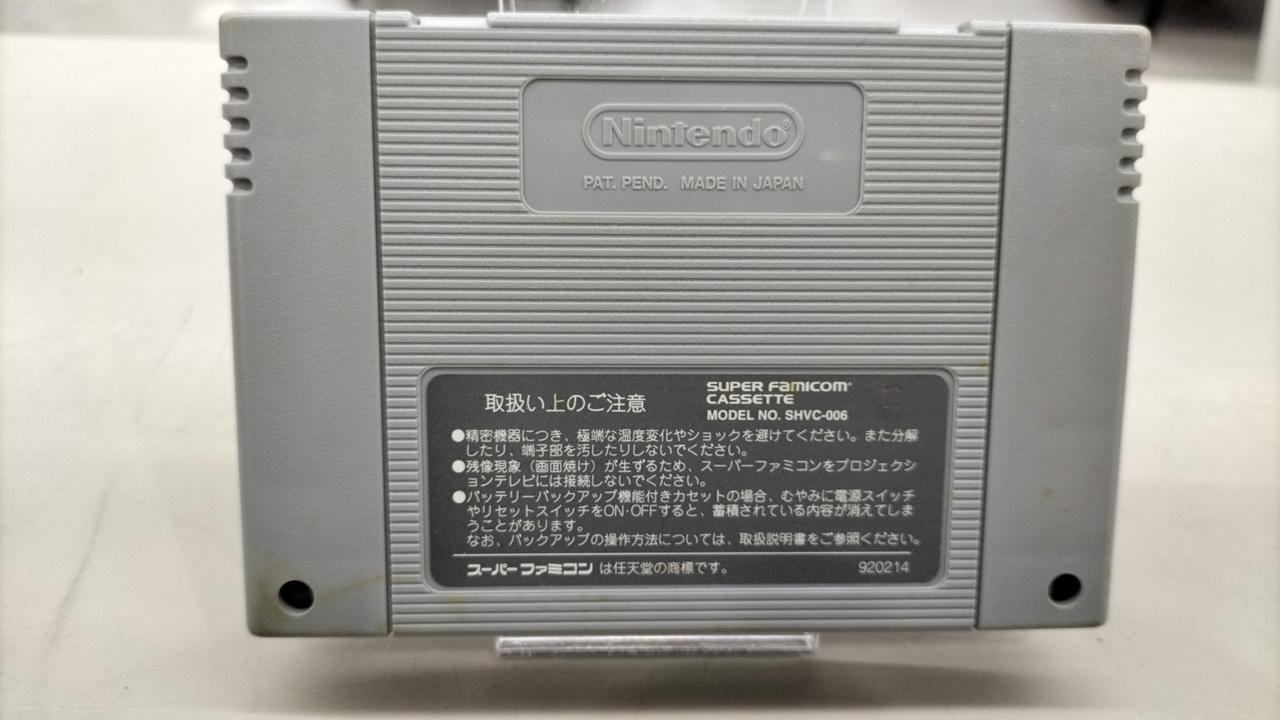 Nintendo®
PAT. PEND. MADE IN JAPAN
取扱い上のご注意
SUPER FAMICOM®
CASSETTE
MODEL NO. SHVC-006
●精密機器につき、極端な温度変化やショックを避けてください。また分解
したり、端子部を汚したりしないでください。
●残像現象（画面焼け）が生ずるため、スーパーファミコンをプロジェクシ
ョンテレビには接続しないでください。
●バッテリーバックアップ機能付きカセットの場合、むやみに電源スイッチ
やリセットスイッチをON·OFFすると、蓄積されている内容が消えてしま
うことがあります。
なお、バックアップの操作方法については、取扱説明書をご参照ください。
スーパーファミコン は任天堂の商標です。
920214